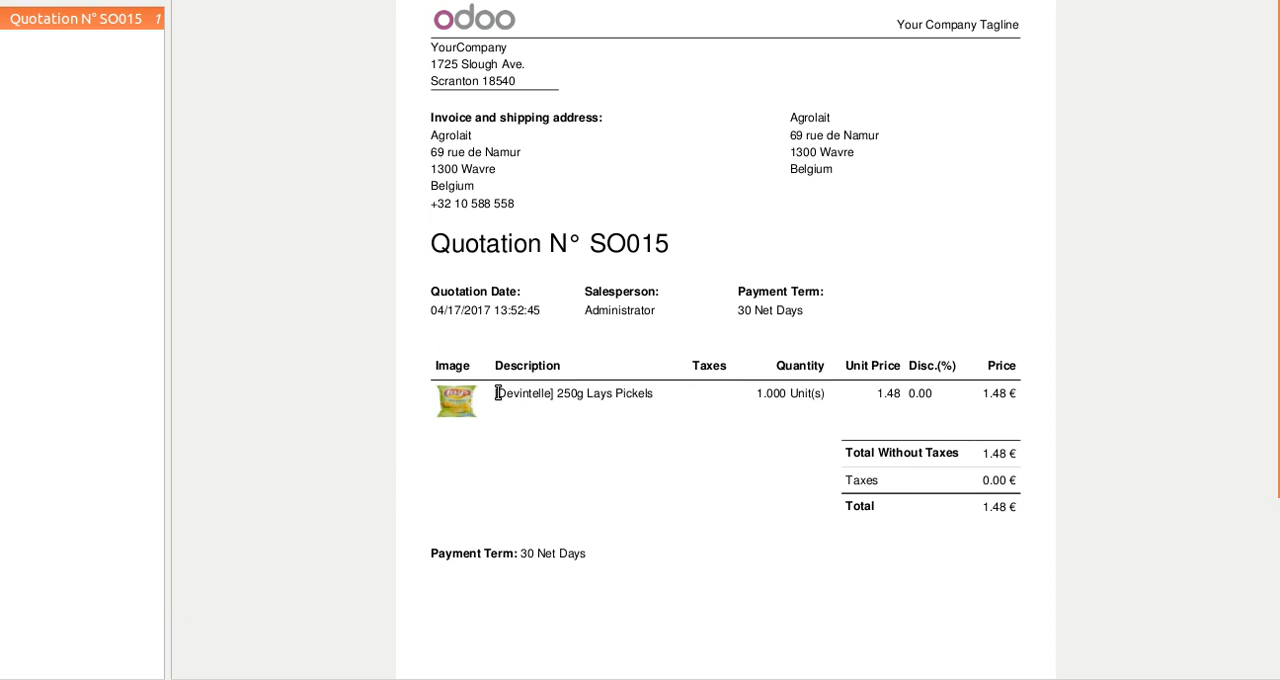 Quotation N° SO015 1
odoo
Your Company Tagline
YourCompany
1725 Slough Ave.
Scranton 18540
Invoice and shipping address:
Agrolait
69 rue de Namur
1300 Wavre
Belgium
+32 10 588 558
Agrolait
69 rue de Namur
1300 Wavre
Belgium
Quotation N° SO015
Quotation Date: Salesperson: Payment Term:
04/17/2017 13:52:45 Administrator 30 Net Days
Image Description Taxes Quantity Unit Price Disc.(%) Price
[Devintelle] 250g Lays Pickels 1.000 Unit(s) 1.48 0.00 1.48 €
Total Without Taxes 1.48 €
Taxes 0.00 €
Total 1.48 €
Payment Term: 30 Net Days